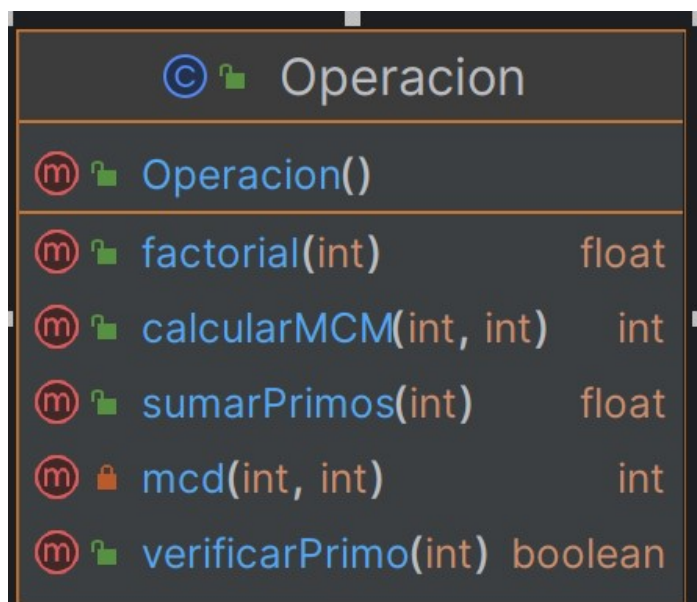 Operacion
Operacion()
factorial(int) float
calcularMCM(int, int) int
sumarPrimos(int) float
mcd(int, int) int
verificarPrimo(int) boolean